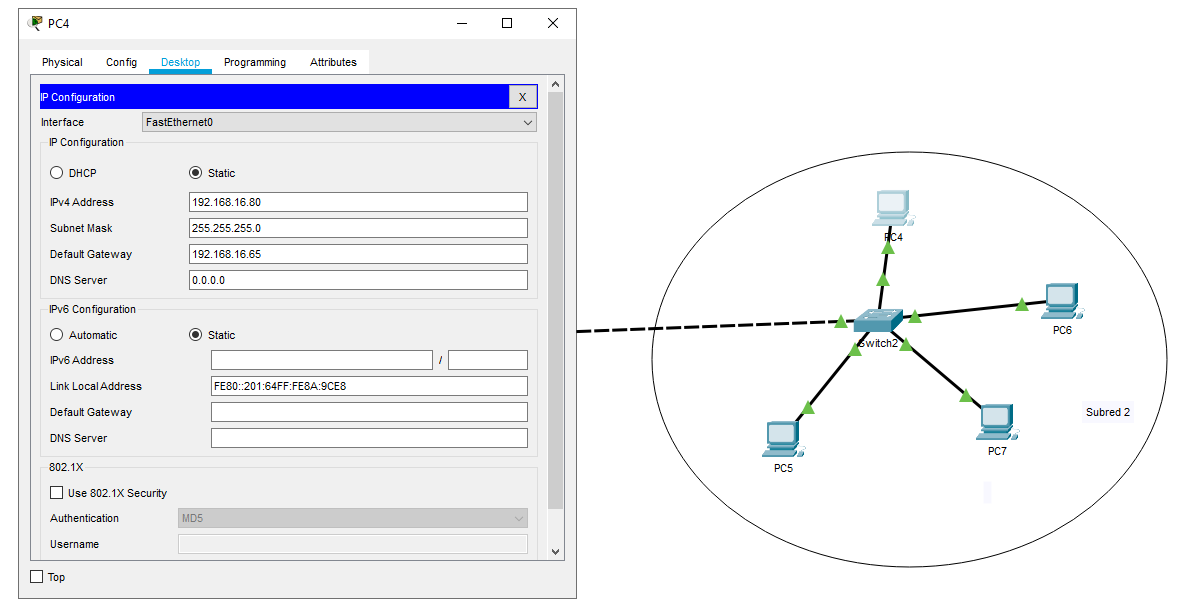 PC4
Physical Config Desktop Programming Attributes
IP Configuration X
Interface FastEthernet0
IP Configuration
DHCP Static
IPv4 Address 192.168.16.80
Subnet Mask 255.255.255.0
Default Gateway 192.168.16.65
DNS Server 0.0.0.0
IPv6 Configuration
Automatic Static
IPv6 Address /
Link Local Address FE80::201:64FF:FE8A:9CE8
Default Gateway
DNS Server
802.1X
Use 802.1X Security
Authentication MD5
Username
Top
PC4
PC6
Switch2
Subred 2
PC7
PC5